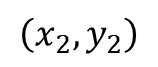 (x₂, y₂)